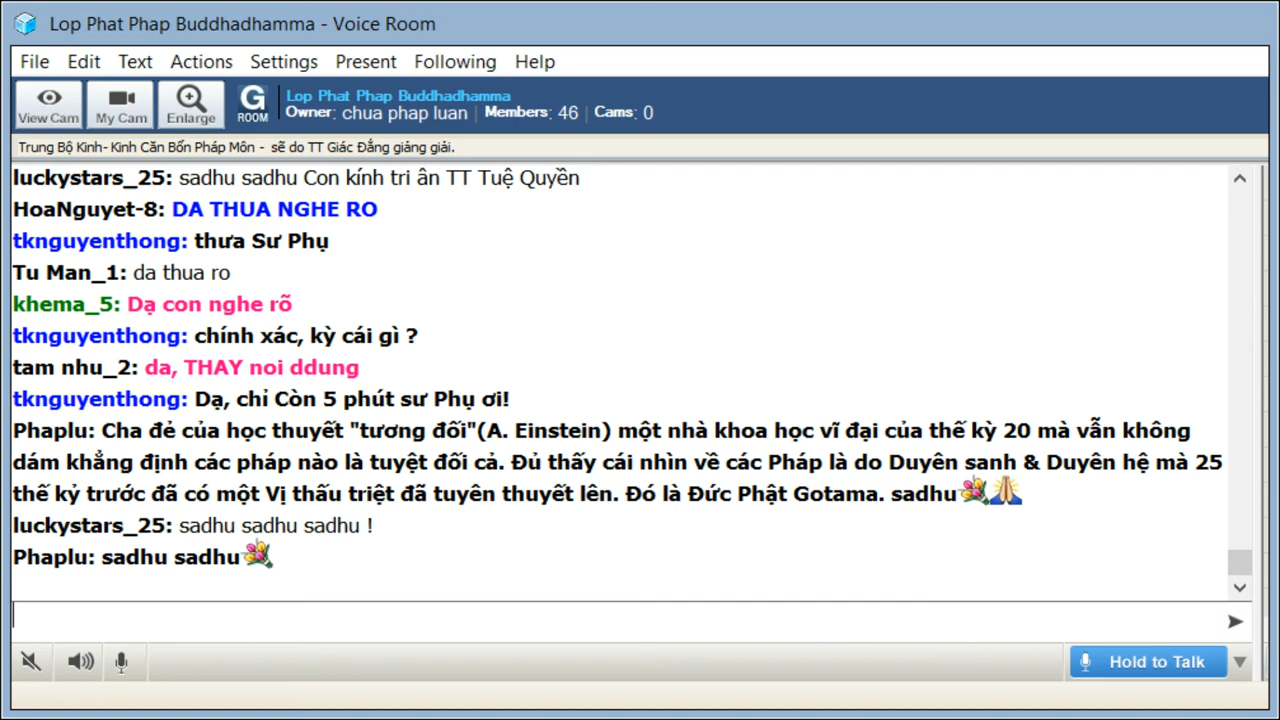 Lop Phat Phap Buddhadhamma - Voice Room
File Edit Text Actions Settings Present Following Help
View Cam My Cam Enlarge G ROOM Lop Phat Phap Buddhadhamma
Owner: chua phap luan | Members: 46 | Cams: 0
Trung Bộ Kinh- Kinh Căn Bổn Pháp Môn - sẽ do TT Giác Đẳng giảng giải.
luckystars_25: sadhu sadhu Con kính tri ân TT Tuệ Quyền
HoaNguyet-8: DA THUA NGHE RO
tknguyenthong: thưa Sư Phụ
Tu Man_1: da thua ro
khema_5: Dạ con nghe rõ
tknguyenthong: chính xác, kỳ cái gì ?
tam nhu_2: da, THAY noi ddung
tknguyenthong: Dạ, chỉ Còn 5 phút sư Phụ ơi!
Phaplu: Cha đẻ của học thuyết "tương đối"(A. Einstein) một nhà khoa học vĩ đại của thế kỳ 20 mà vẫn không
dám khẳng định các pháp nào là tuyệt đối cả. Đủ thấy cái nhìn về các Pháp là do Duyên sanh & Duyên hệ mà 25
thế kỷ trước đã có một Vị thấu triệt đã tuyên thuyết lên. Đó là Đức Phật Gotama. sadhu
luckystars_25: sadhu sadhu sadhu !
Phaplu: sadhu sadhu
Hold to Talk